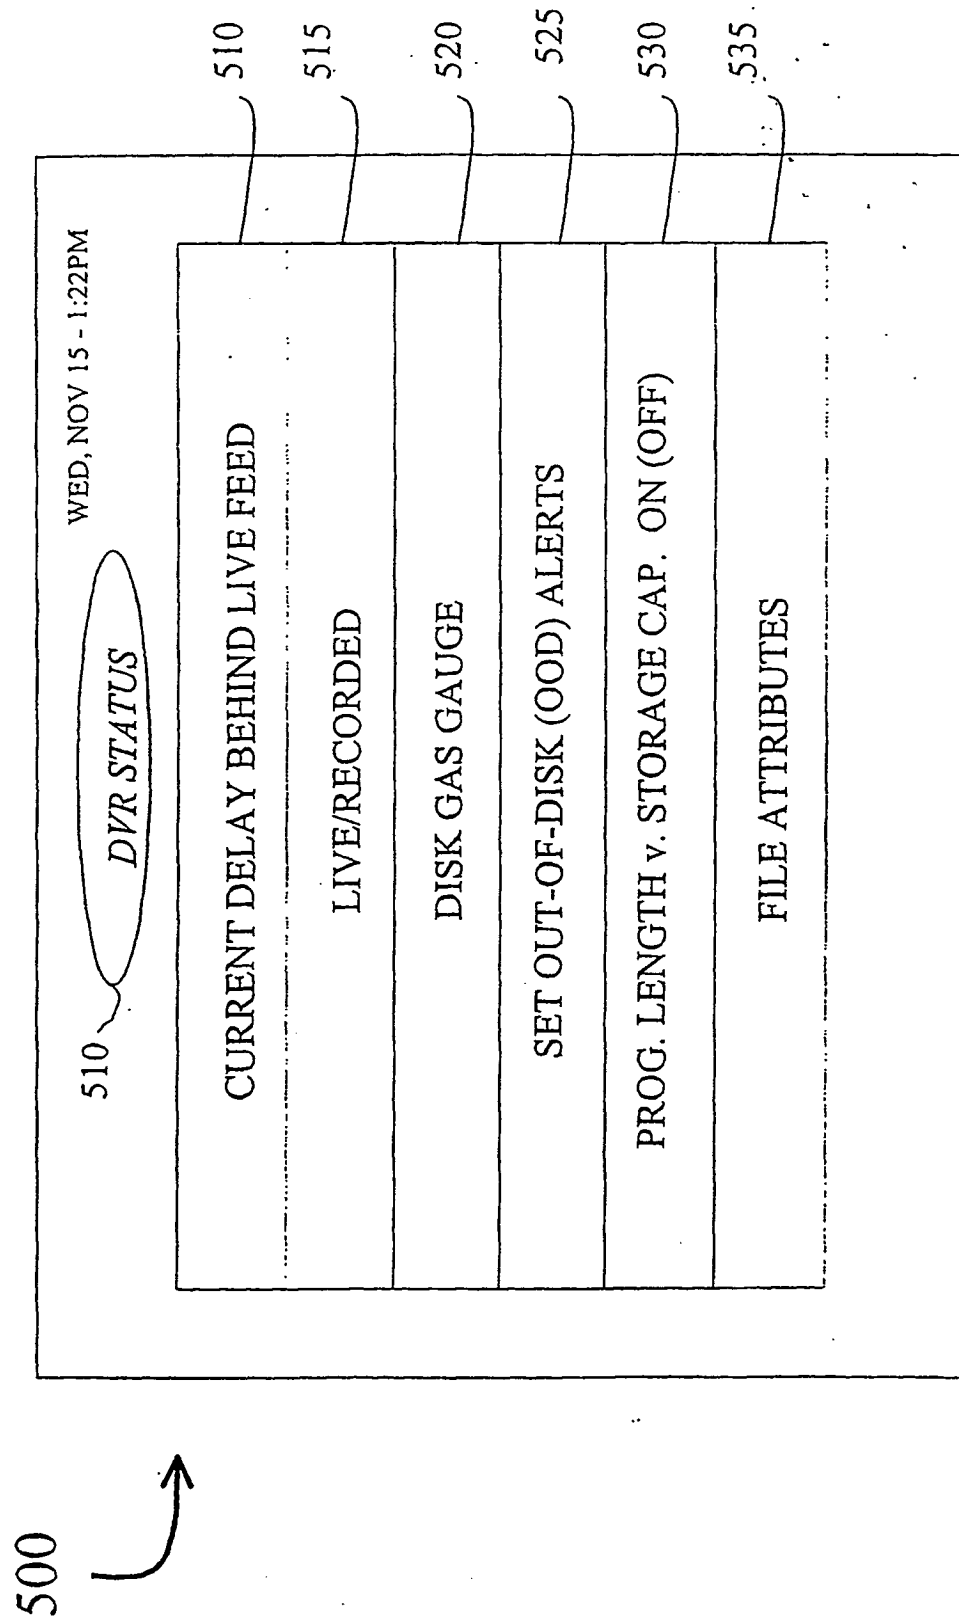 500
WED, NOV 15 - 1:22PM
510
DVR STATUS
CURRENT DELAY BEHIND LIVE FEED
510
LIVE/RECORDED
515
DISK GAS GAUGE
520
SET OUT-OF-DISK (OOD) ALERTS
525
PROG. LENGTH v. STORAGE CAP. ON (OFF)
530
FILE ATTRIBUTES
535